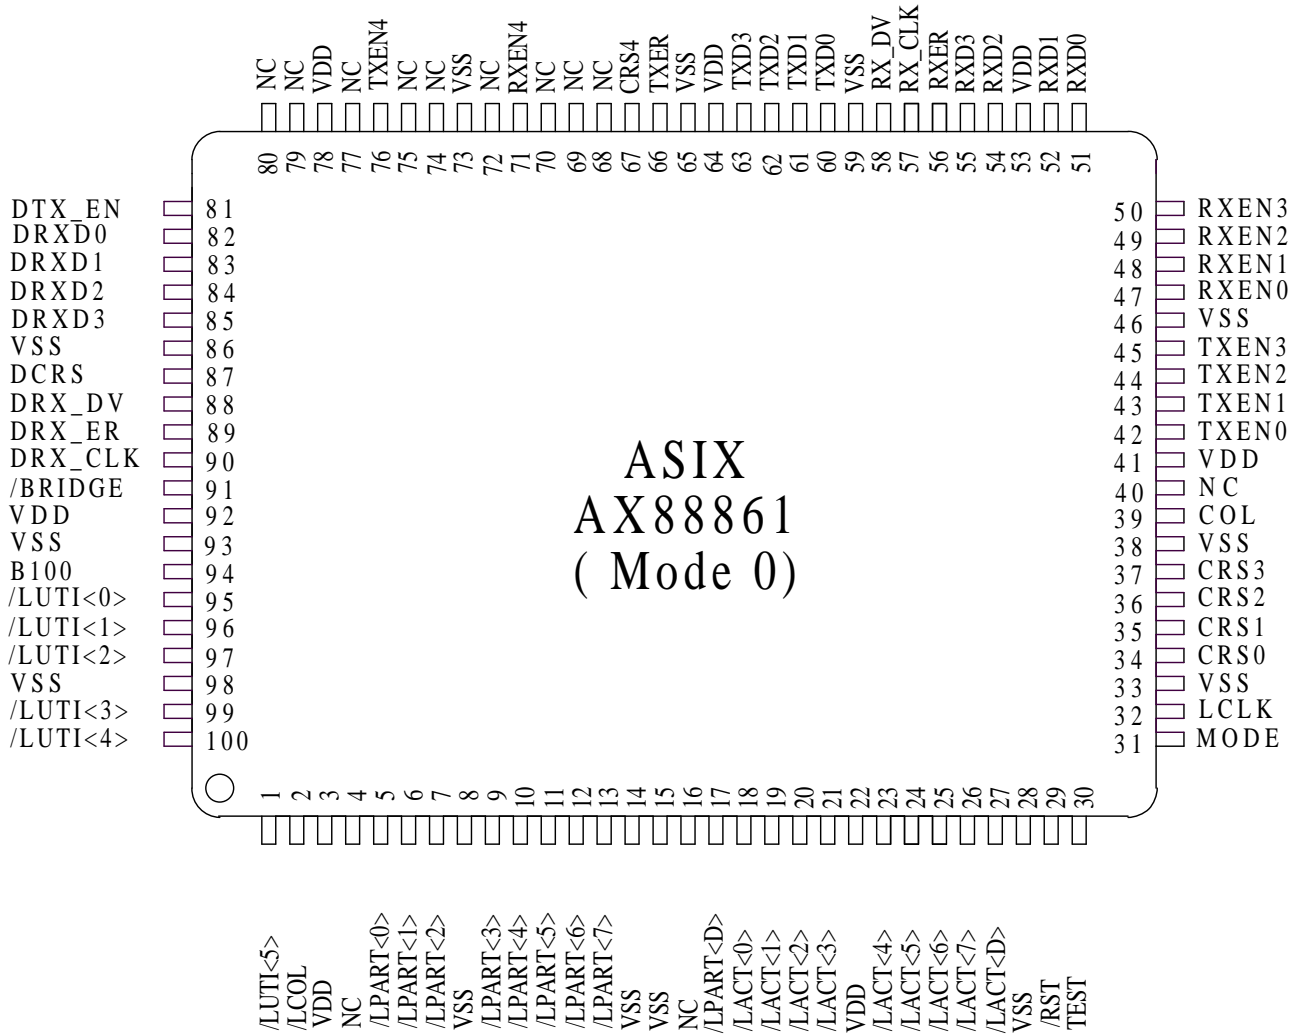 NC NC VDD NC TXEN4 NC NC VSS NC RXEN4 NC NC NC CRS4 TXER VSS VDD TXD3 TXD2 TXD1 TXD0 VSS RX_DV RX_CLK RXER RXD3 RXD2 VDD RXD1 RXD0
80 79 78 77 76 75 74 73 72 71 70 69 68 67 66 65 64 63 62 61 60 59 58 57 56 55 54 53 52 51
DTX_EN 81
DRXD0 82
DRXD1 83
DRXD2 84
DRXD3 85
VSS 86
DCRS 87
DRX_DV 88
DRX_ER 89
DRX_CLK 90
/BRIDGE 91
VDD 92
VSS 93
B100 94
/LUTI<0> 95
/LUTI<1> 96
/LUTI<2> 97
VSS 98
/LUTI<3> 99
/LUTI<4> 100
ASIX
AX88861
( Mode 0)
50 RXEN3
49 RXEN2
48 RXEN1
47 RXEN0
46 VSS
45 TXEN3
44 TXEN2
43 TXEN1
42 TXEN0
41 VDD
40 NC
39 COL
38 VSS
37 CRS3
36 CRS2
35 CRS1
34 CRS0
33 VSS
32 LCLK
31 MODE
1 2 3 4 5 6 7 8 9 10 11 12 13 14 15 16 17 18 19 20 21 22 23 24 25 26 27 28 29 30
/LUTI<5> /LCOL VDD NC /LPART<0> /LPART<1> /LPART<2> VSS /LPART<3> /LPART<4> /LPART<5> /LPART<6> /LPART<7> VSS VSS NC /LPART<D> /LACT<0> /LACT<1> /LACT<2> /LACT<3> VDD /LACT<4> /LACT<5> /LACT<6> /LACT<7> /LACT<D> VSS /RST TEST